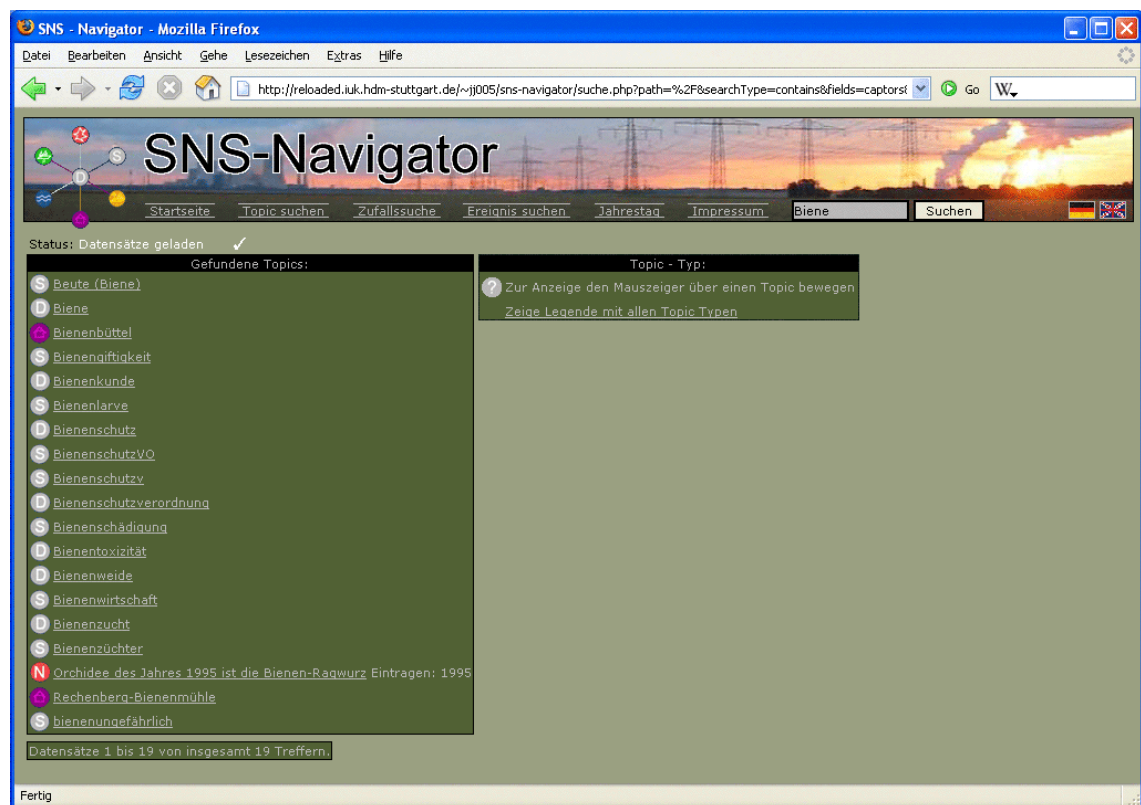 SNS - Navigator - Mozilla Firefox
Datei Bearbeiten Ansicht Gehe Lesezeichen Extras Hilfe
http://reloaded.iuk.hdm-stuttgart.de/~jj005/sns-navigator/suche.php?path=%2F&searchType=contains&fields=captors& Go W
S D
SNS-Navigator
Startseite Topic suchen Zufallssuche Ereignis suchen Jahrestag Impressum Biene Suchen
Status: Datensätze geladen ✓
Gefundene Topics:
S Beute (Biene)
D Biene
Bienenbüttel
S Bienengiftigkeit
D Bienenkunde
S Bienenlarve
D Bienenschutz
S BienenschutzVO
S Bienenschutzv
D Bienenschutzverordnung
S Bienenschädigung
D Bienentoxizität
D Bienenweide
S Bienenwirtschaft
D Bienenzucht
S Bienenzüchter
N Orchidee des Jahres 1995 ist die Bienen-Ragwurz Eintragen: 1995
Rechenberg-Bienenmühle
S bienenungefährlich
Datensätze 1 bis 19 von insgesamt 19 Treffern.
Topic - Typ:
? Zur Anzeige den Mauszeiger über einen Topic bewegen
Zeige Legende mit allen Topic Typen
Fertig